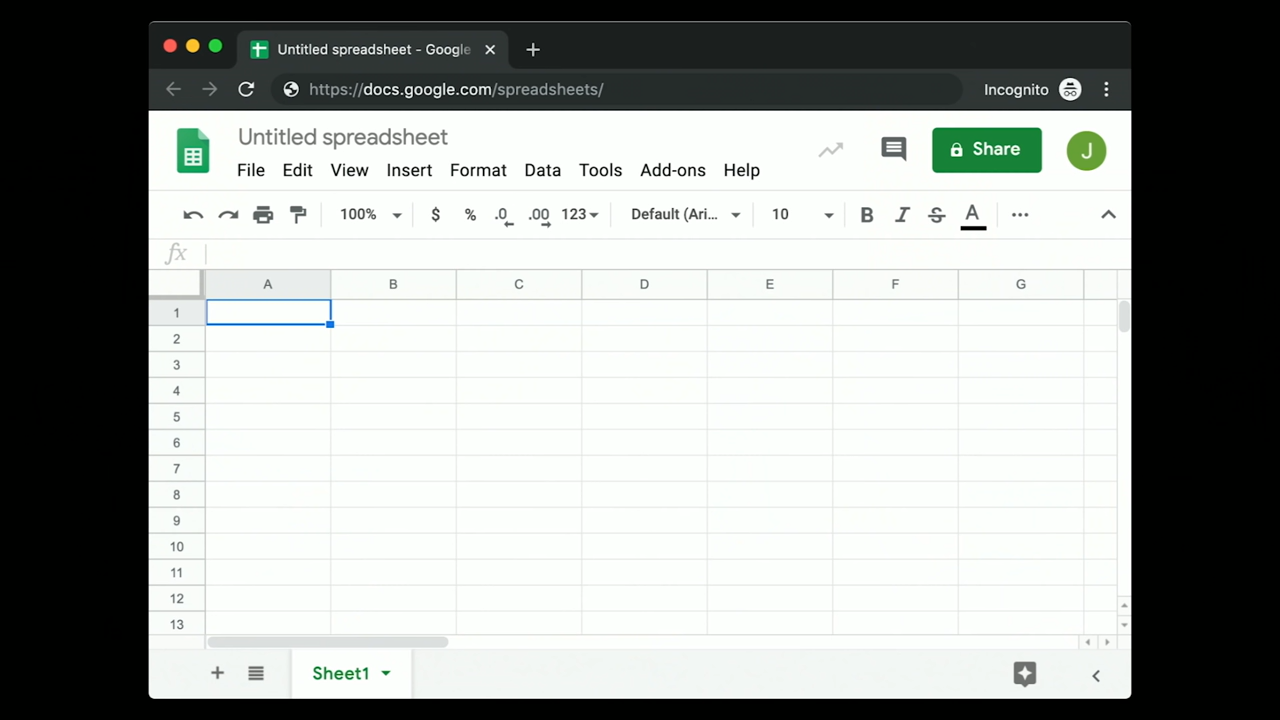 Untitled spreadsheet - Google
https://docs.google.com/spreadsheets/
Incognito
Untitled spreadsheet
File Edit View Insert Format Data Tools Add-ons Help
Share
J
100% $ % .0 .00 123 Default (Ari... 10 B I S A
fx
A B C D E F G
1
2
3
4
5
6
7
8
9
10
11
12
13
Sheet1